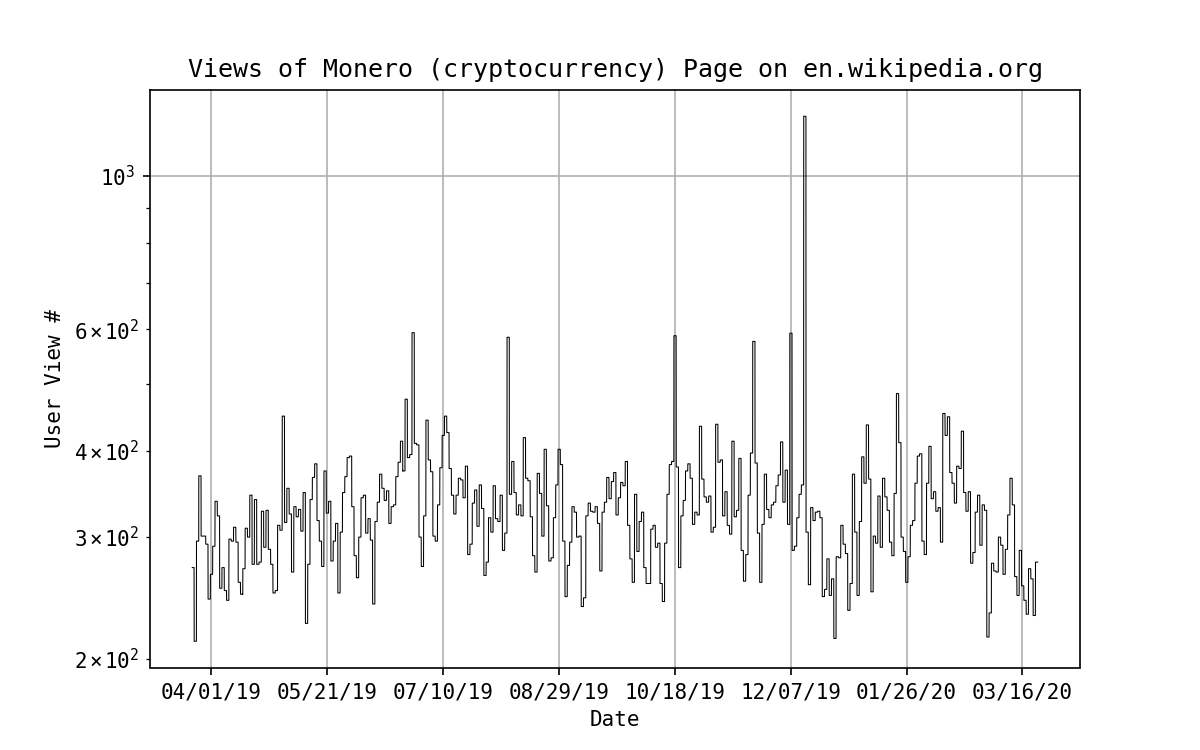 Views of Monero (cryptocurrency) Page on en.wikipedia.org
User View #
10³
6×10²
4×10²
3×10²
2×10²
04/01/19 05/21/19 07/10/19 08/29/19 10/18/19 12/07/19 01/26/20 03/16/20
Date